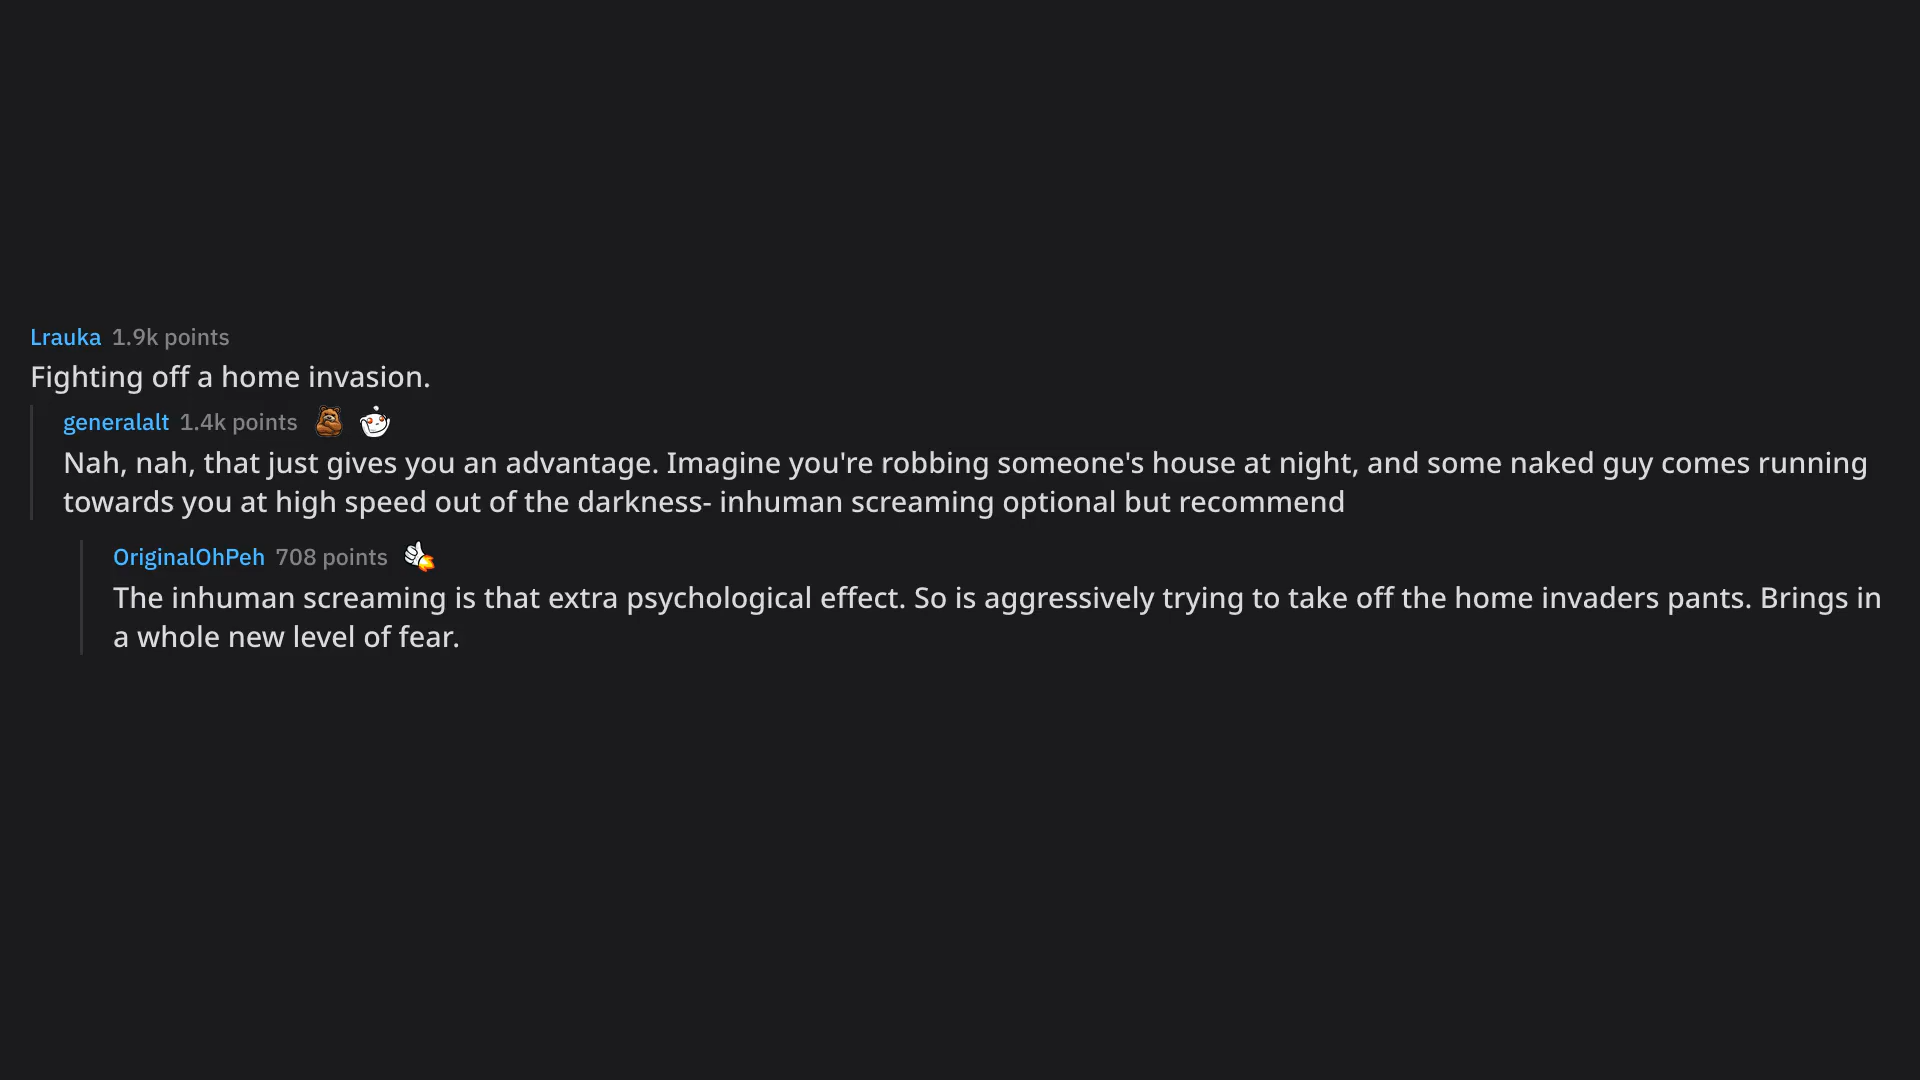 Lrauka 1.9k points
Fighting off a home invasion.
generalalt 1.4k points
Nah, nah, that just gives you an advantage. Imagine you're robbing someone's house at night, and some naked guy comes running
towards you at high speed out of the darkness- inhuman screaming optional but recommend
OriginalOhPeh 708 points
The inhuman screaming is that extra psychological effect. So is aggressively trying to take off the home invaders pants. Brings in
a whole new level of fear.